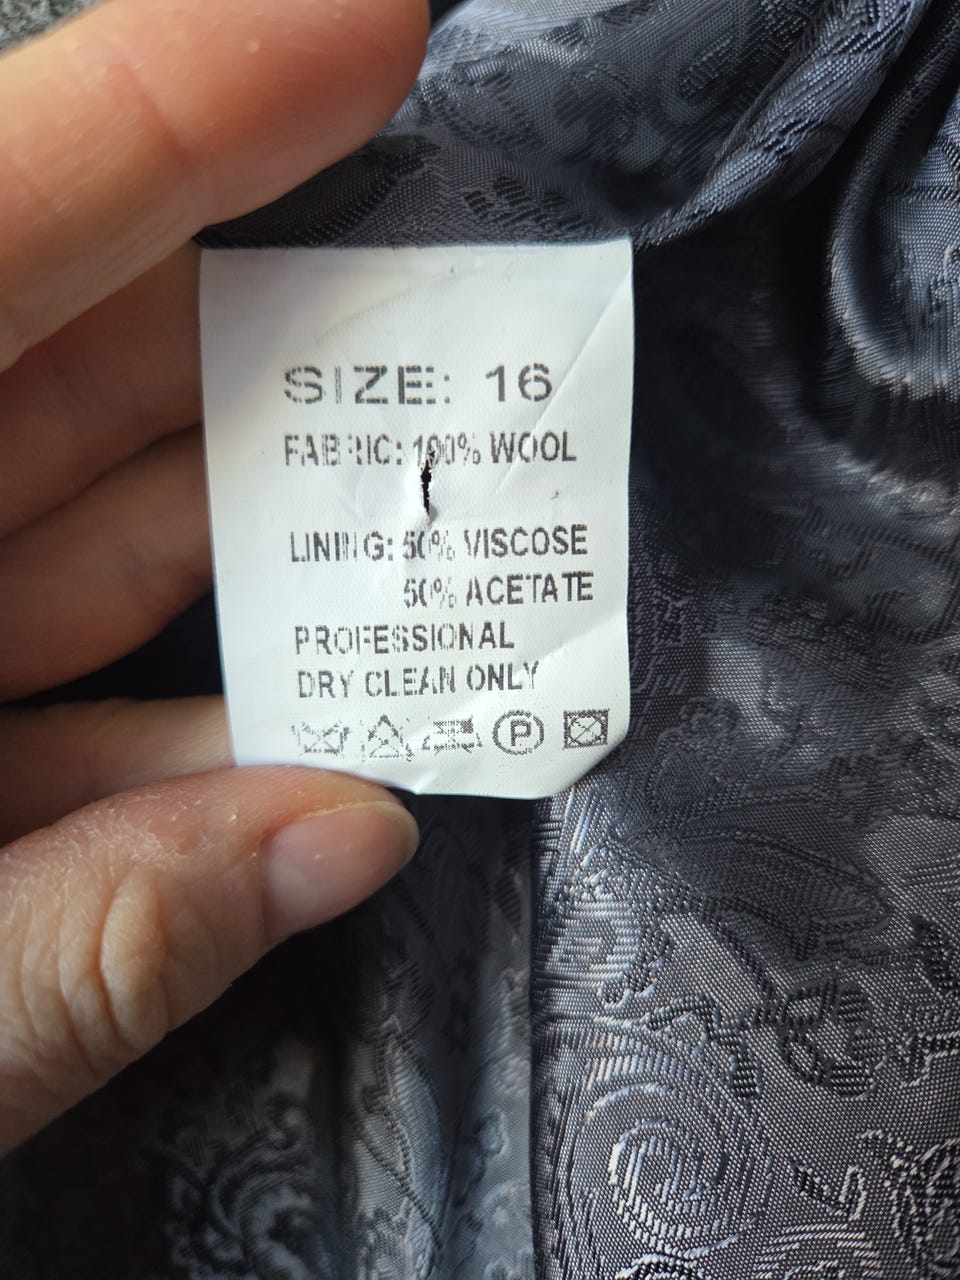 SIZE: 16
FABRIC: 100% WOOL
LINING: 50% VISCOSE
50% ACETATE
PROFESSIONAL
DRY CLEAN ONLY
P